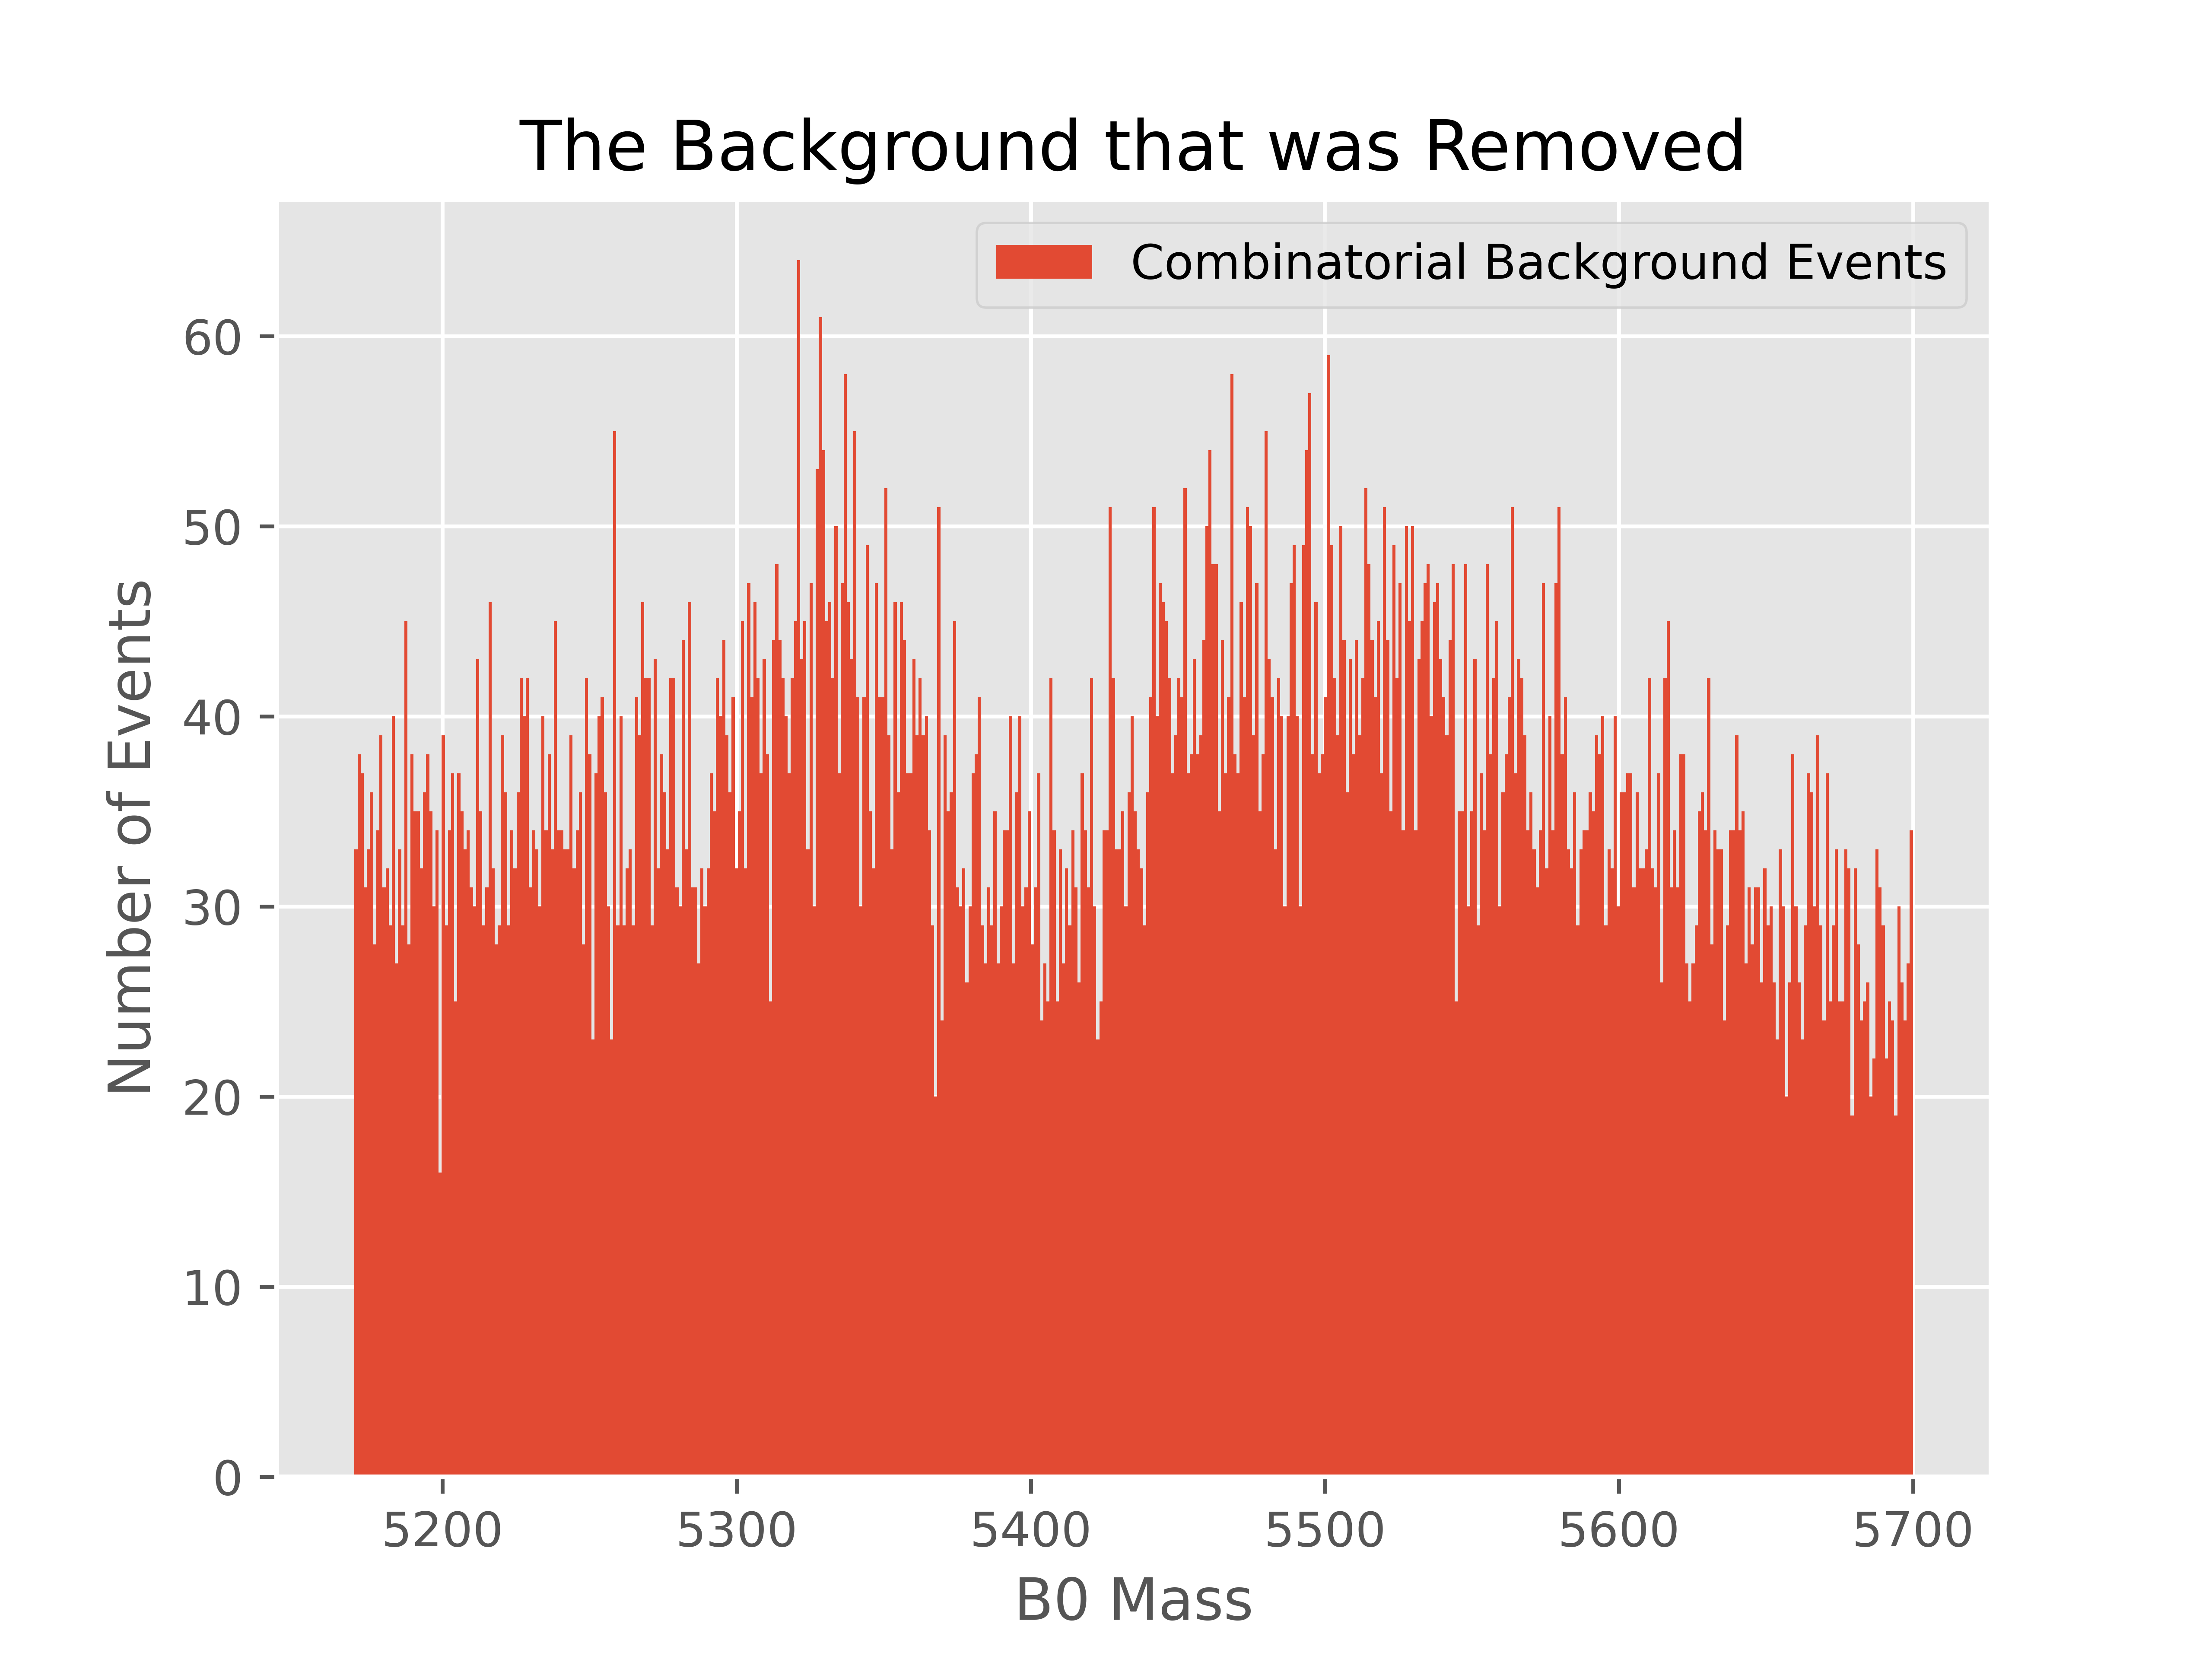 The Background that was Removed
Combinatorial Background Events
60
50
40
30
20
10
0
Number of Events
5200 5300 5400 5500 5600 5700
B0 Mass